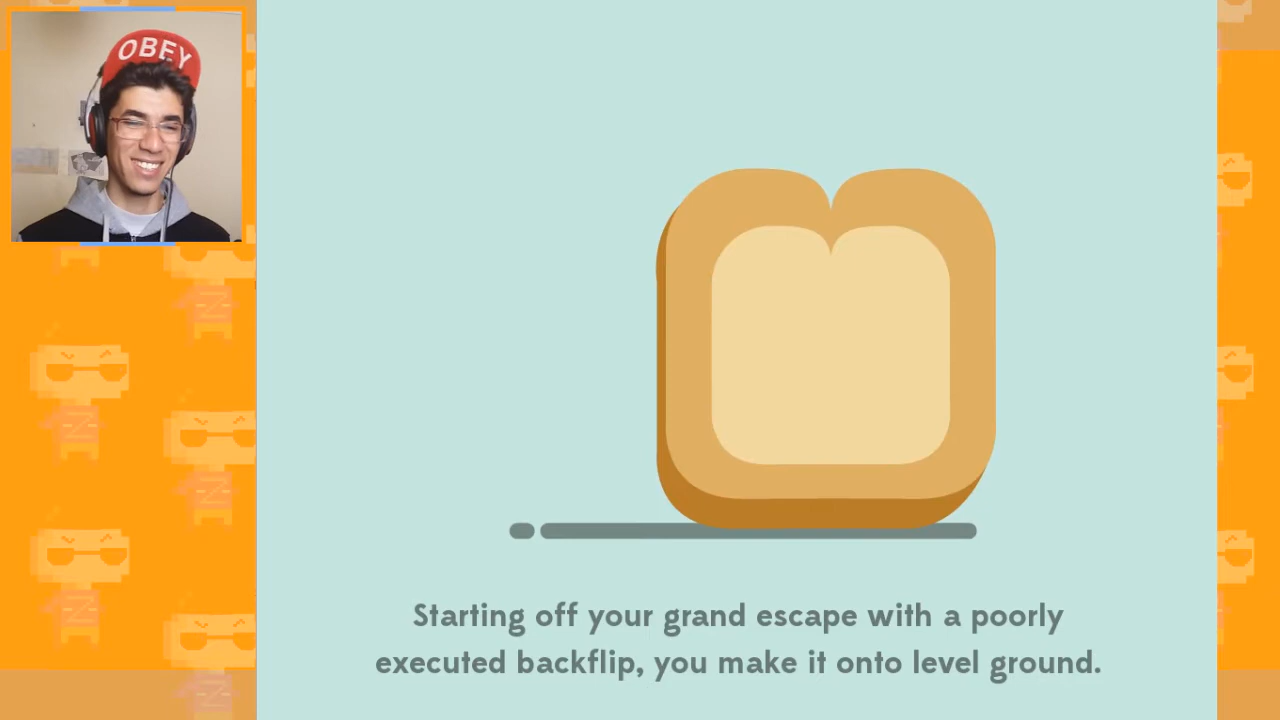 OBEY
Starting off your grand escape with a poorly
executed backflip, you make it onto level ground.